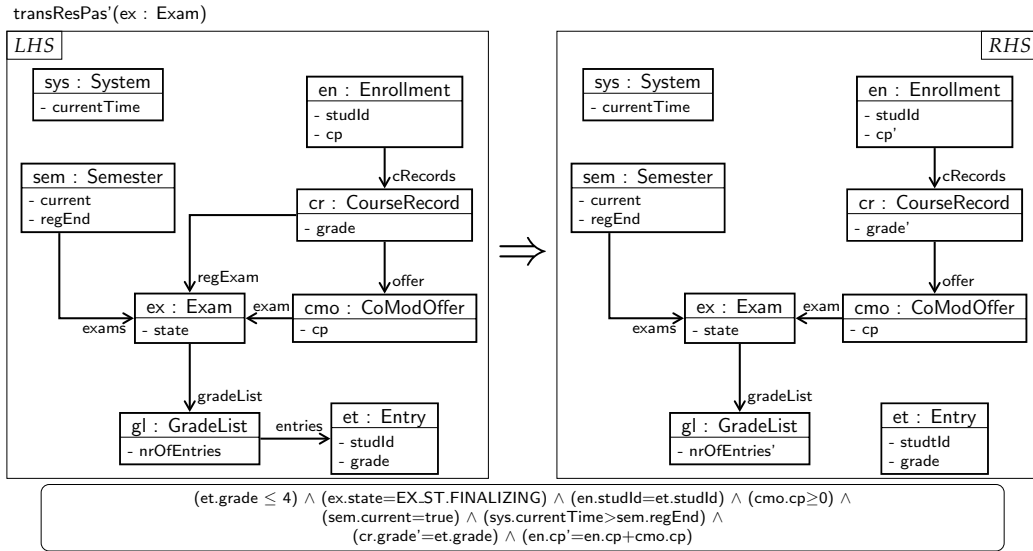 transResPas'(ex : Exam)
LHS
sys : System
- currentTime
en : Enrollment
- studId
- cp
sem : Semester
- current
- regEnd
cRecords
cr : CourseRecord
- grade
regExam
offer
ex : Exam
- state
exam
cmo : CoModOffer
- cp
exams
gradeList
gl : GradeList
- nrOfEntries
entries
et : Entry
- studId
- grade
⇒
RHS
sys : System
- currentTime
en : Enrollment
- studId
- cp'
sem : Semester
- current
- regEnd
cRecords
cr : CourseRecord
- grade'
offer
ex : Exam
- state
exam
cmo : CoModOffer
- cp
exams
gradeList
gl : GradeList
- nrOfEntries'
et : Entry
- studtId
- grade
(et.grade ≤ 4) ∧ (ex.state=EX_ST.FINALIZING) ∧ (en.studId=et.studId) ∧ (cmo.cp≥0) ∧
(sem.current=true) ∧ (sys.currentTime>sem.regEnd) ∧
(cr.grade'=et.grade) ∧ (en.cp'=en.cp+cmo.cp)